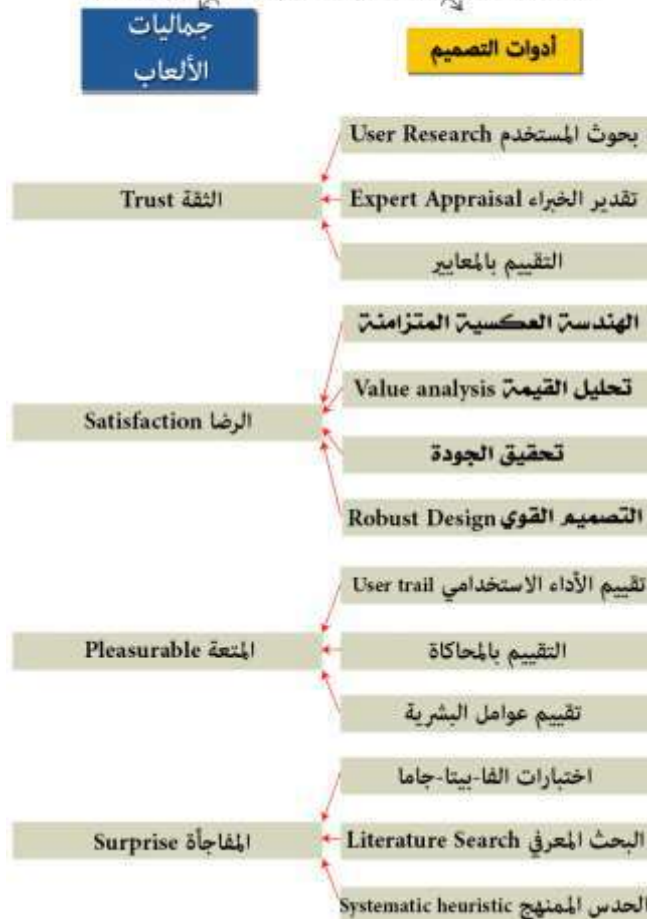 جماليات
الألعاب
أدوات التصميم
بحوث المستخدم User Research
تقدير الخبراء Expert Appraisal
الثقة Trust
التقييم بالمعايير
الهندسة العكسية المتزامنة
تحليل القيمة Value analysis
الرضا Satisfaction
تحقيق الجودة
التصميم القوي Robust Design
تقييم الأداء الاستخدامي User trail
التقييم بالمحاكاة
المتعة Pleasurable
تقييم عوامل البشرية
اختبارات الفا-بيتا-جاما
البحث المعرفي Literature Search
المفاجأة Surprise
الحدس الممنهج Systematic heuristic